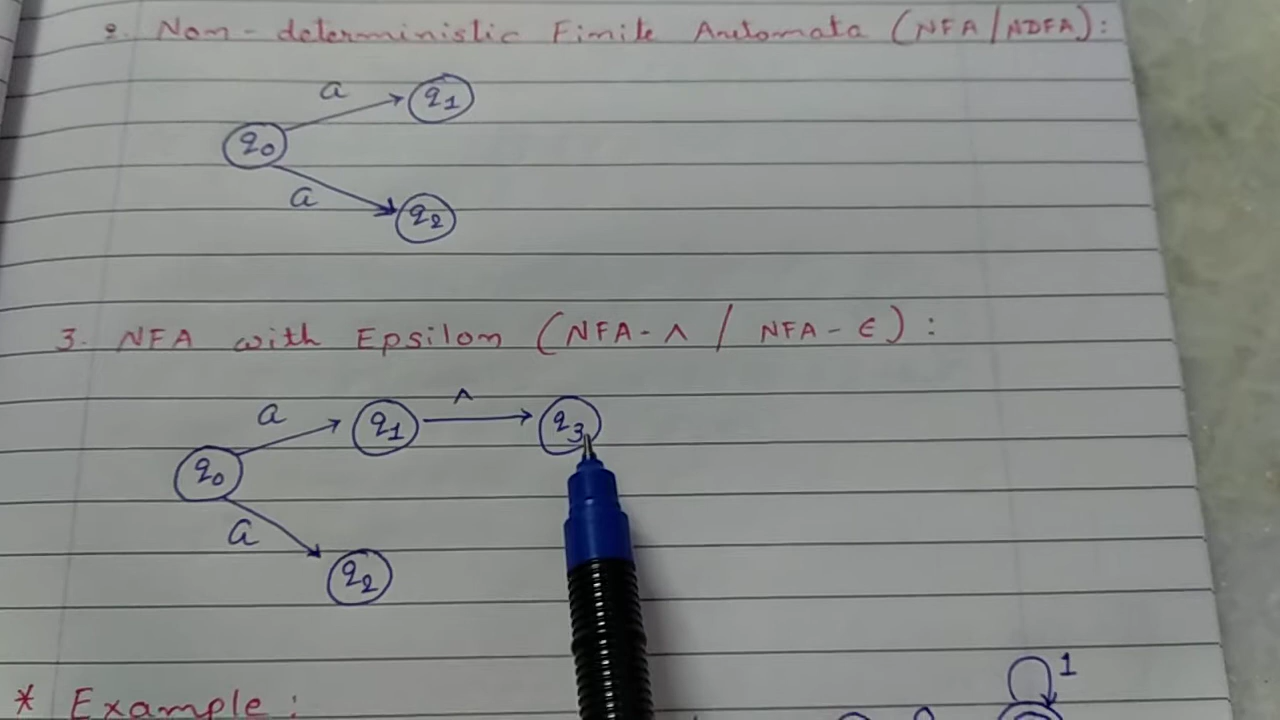 2. Non-deterministic Finite Automata (NFA/NDFA):
a
q1
q0
a
q2
3. NFA with Epsilon (NFA-^ / NFA-ϵ):
a q1 ^ q3
q0
a
q2
* Example:
1